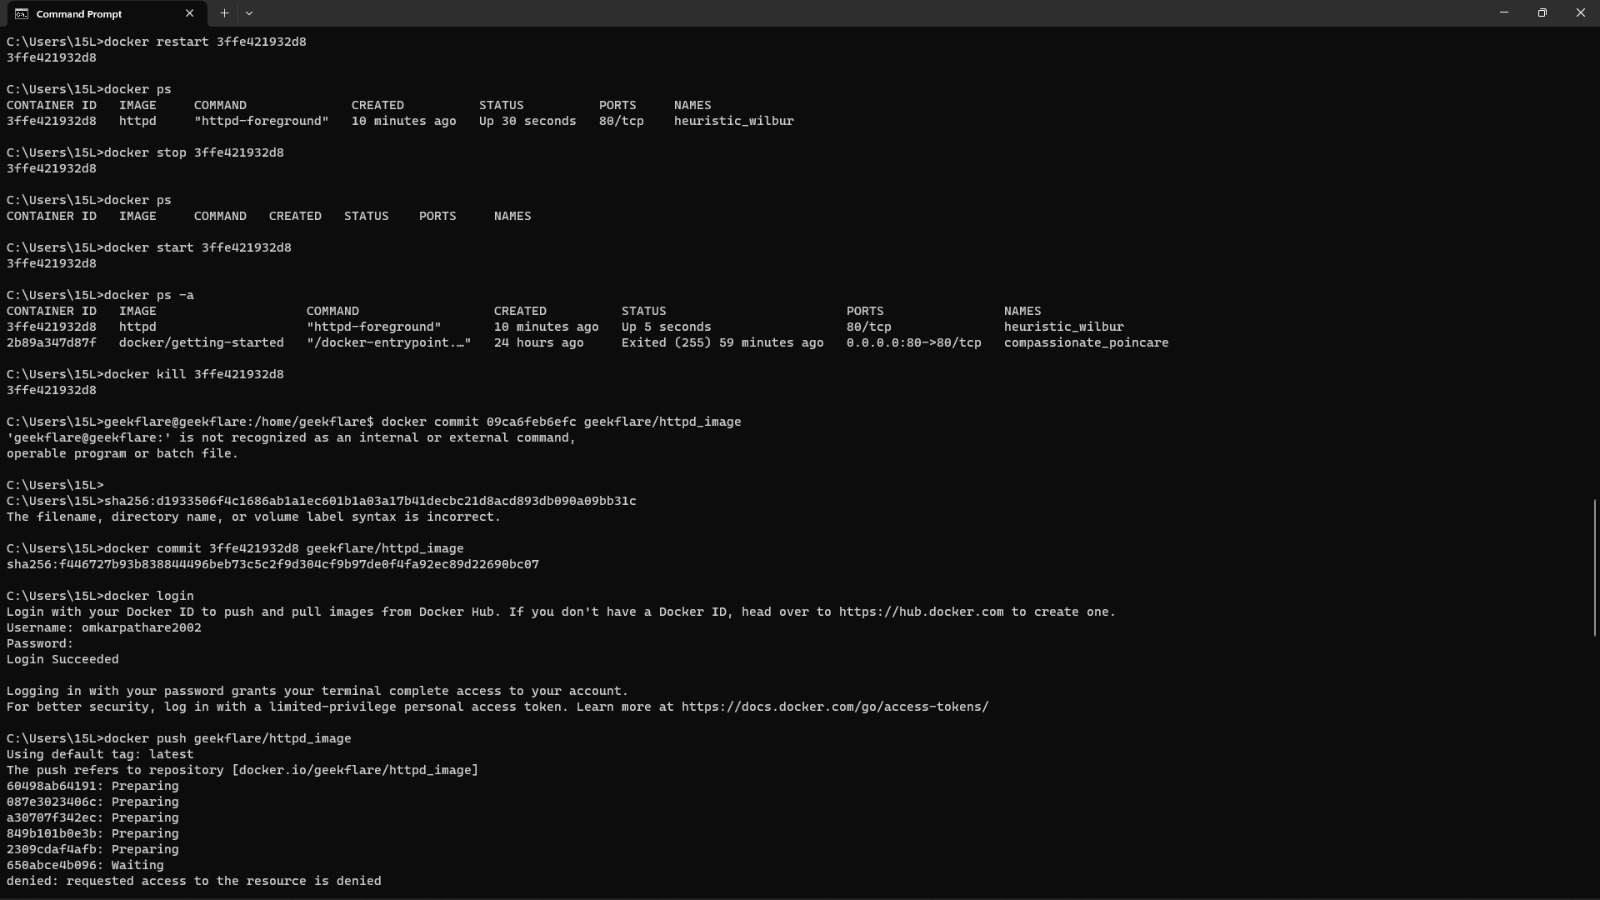 Command Prompt
C:\Users\15L>docker restart 3ffe421932d8
3ffe421932d8
C:\Users\15L>docker ps
CONTAINER ID   IMAGE     COMMAND              CREATED          STATUS          PORTS     NAMES
3ffe421932d8   httpd     "httpd-foreground"   10 minutes ago   Up 30 seconds   80/tcp    heuristic_wilbur
C:\Users\15L>docker stop 3ffe421932d8
3ffe421932d8
C:\Users\15L>docker ps
CONTAINER ID   IMAGE     COMMAND   CREATED   STATUS    PORTS     NAMES
C:\Users\15L>docker start 3ffe421932d8
3ffe421932d8
C:\Users\15L>docker ps -a
CONTAINER ID   IMAGE                    COMMAND                  CREATED          STATUS                        PORTS                NAMES
3ffe421932d8   httpd                    "httpd-foreground"       10 minutes ago   Up 5 seconds                  80/tcp               heuristic_wilbur
2b89a347d87f   docker/getting-started   "/docker-entrypoint.…"   24 hours ago     Exited (255) 59 minutes ago   0.0.0.0:80->80/tcp   compassionate_poincare
C:\Users\15L>docker kill 3ffe421932d8
3ffe421932d8
C:\Users\15L>geekflare@geekflare:/home/geekflare$ docker commit 09ca6feb6efc geekflare/httpd_image
'geekflare@geekflare:' is not recognized as an internal or external command,
operable program or batch file.
C:\Users\15L>
C:\Users\15L>sha256:d1933506f4c1686ab1a1ec601b1a03a17b41decbc21d8acd893db090a09bb31c
The filename, directory name, or volume label syntax is incorrect.
C:\Users\15L>docker commit 3ffe421932d8 geekflare/httpd_image
sha256:f446727b93b838844496beb73c5c2f9d304cf9b97de0f4fa92ec89d22690bc07
C:\Users\15L>docker login
Login with your Docker ID to push and pull images from Docker Hub. If you don't have a Docker ID, head over to https://hub.docker.com to create one.
Username: omkarpathare2002
Password:
Login Succeeded
Logging in with your password grants your terminal complete access to your account.
For better security, log in with a limited-privilege personal access token. Learn more at https://docs.docker.com/go/access-tokens/
C:\Users\15L>docker push geekflare/httpd_image
Using default tag: latest
The push refers to repository [docker.io/geekflare/httpd_image]
60498ab64191: Preparing
087e3023406c: Preparing
a30707f342ec: Preparing
849b101b0e3b: Preparing
2309cdaf4afb: Preparing
650abce4b096: Waiting
denied: requested access to the resource is denied